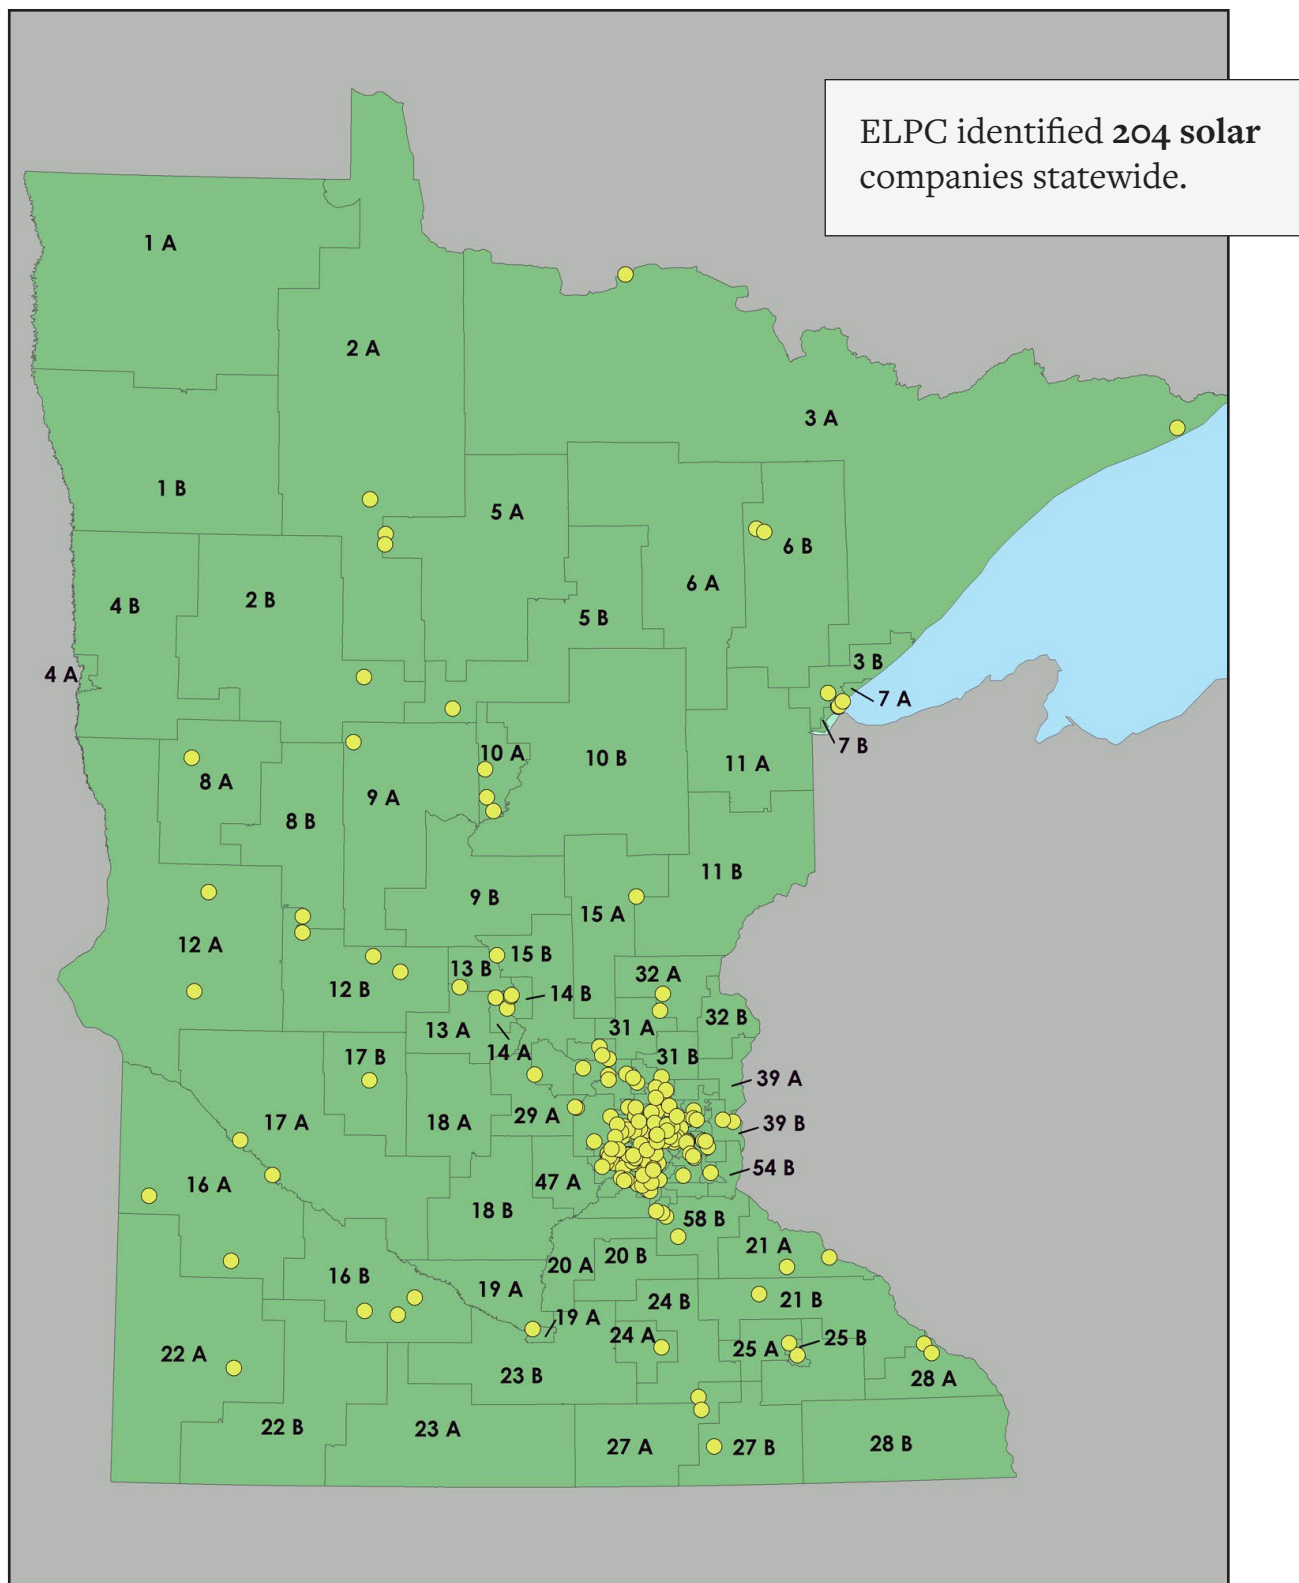 ELPC identified 204 solar
companies statewide.
1 A
2 A
3 A
1 B
5 A
6 B
6 A
4 B
2 B
5 B
3 B
4 A
7 A
7 B
10 A
10 B
11 A
8 A
9 A
8 B
11 B
9 B
15 A
12 A
15 B
13 B
32 A
12 B
14 B
32 B
13 A
31 A
14 A
17 B
31 B
39 A
29 A
17 A
18 A
39 B
54 B
16 A
47 A
18 B
58 B
21 A
20 B
20 A
16 B
19 A
24 B
21 B
19 A
24 A
25 B
25 A
22 A
23 B
28 A
22 B
23 A
27 A
27 B
28 B